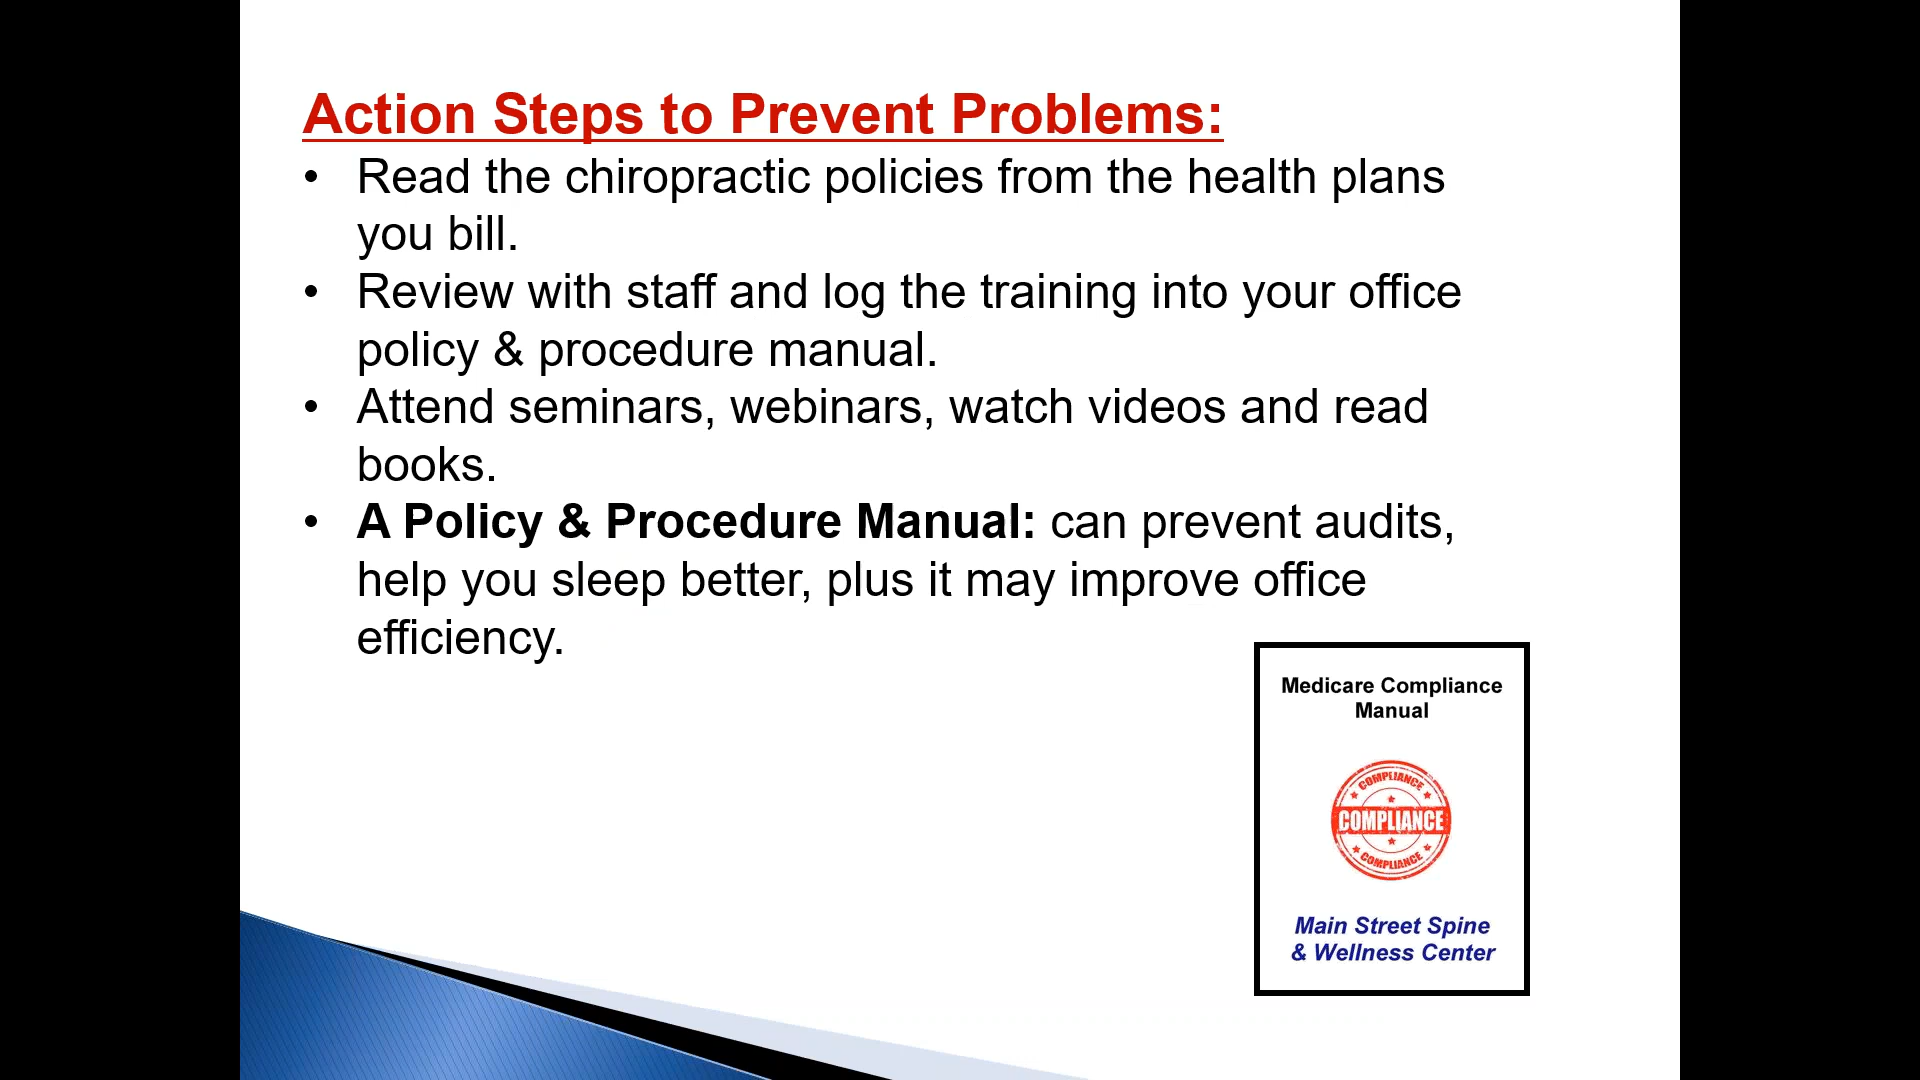 Action Steps to Prevent Problems:
• Read the chiropractic policies from the health plans
you bill.
• Review with staff and log the training into your office
policy & procedure manual.
• Attend seminars, webinars, watch videos and read
books.
• A Policy & Procedure Manual: can prevent audits,
help you sleep better, plus it may improve office
efficiency.
Medicare Compliance
Manual
COMPLIANCE
COMPLIANCE
COMPLIANCE
Main Street Spine
& Wellness Center